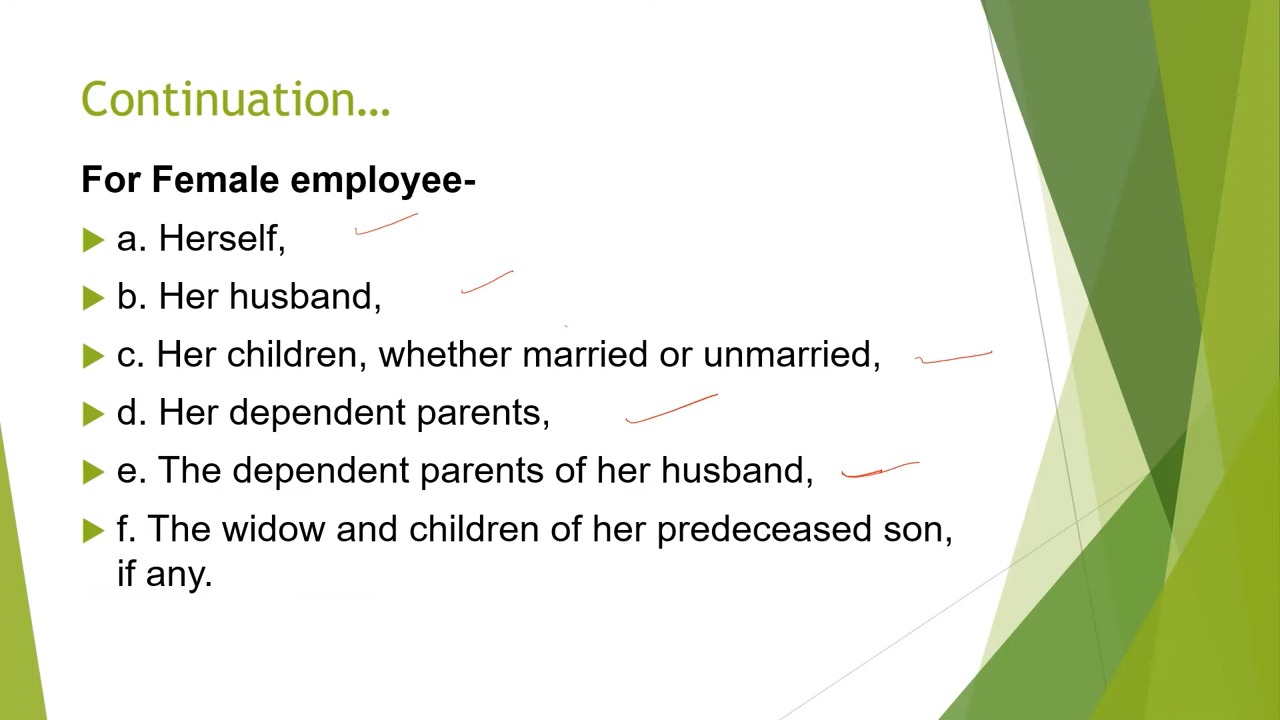 Continuation…
For Female employee-
a. Herself,
b. Her husband,
c. Her children, whether married or unmarried,
d. Her dependent parents,
e. The dependent parents of her husband,
f. The widow and children of her predeceased son,
if any.